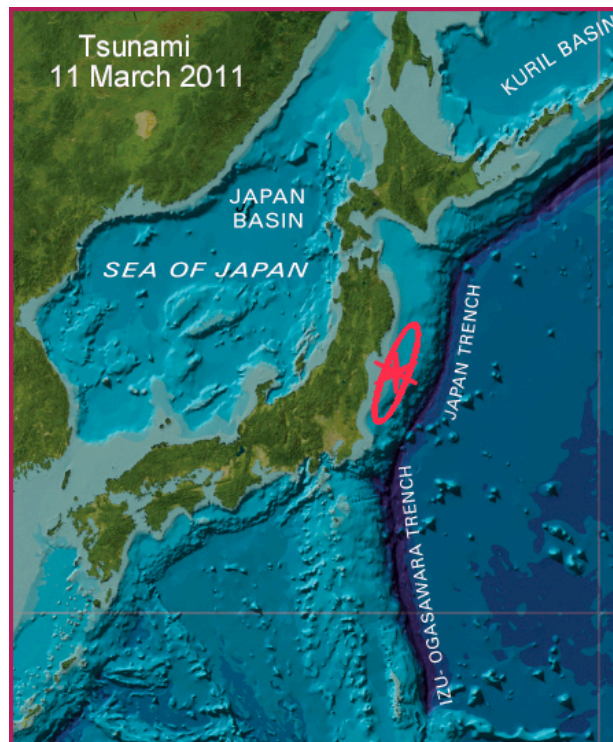 Tsunami
11 March 2011
KURIL BASIN
JAPAN
BASIN
SEA OF JAPAN
JAPAN TRENCH
IZU- OGASAWARA TRENCH